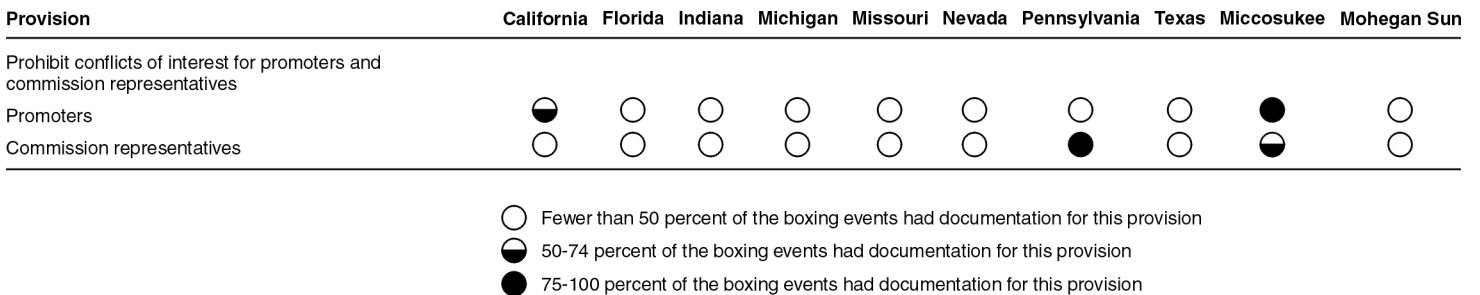 Provision California Florida Indiana Michigan Missouri Nevada Pennsylvania Texas Miccosukee Mohegan Sun
Prohibit conflicts of interest for promoters and
commission representatives
Promoters
Commission representatives
Fewer than 50 percent of the boxing events had documentation for this provision
50-74 percent of the boxing events had documentation for this provision
75-100 percent of the boxing events had documentation for this provision